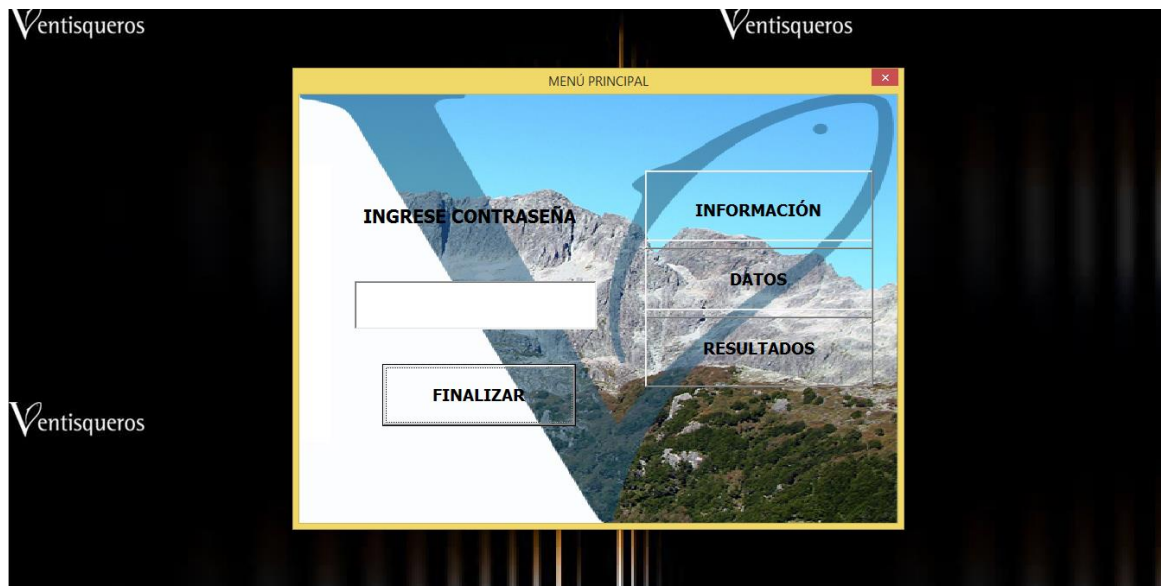 Ventisqueros
Ventisqueros
MENÚ PRINCIPAL
INGRESE CONTRASEÑA
INFORMACIÓN
DATOS
RESULTADOS
FINALIZAR
Ventisqueros